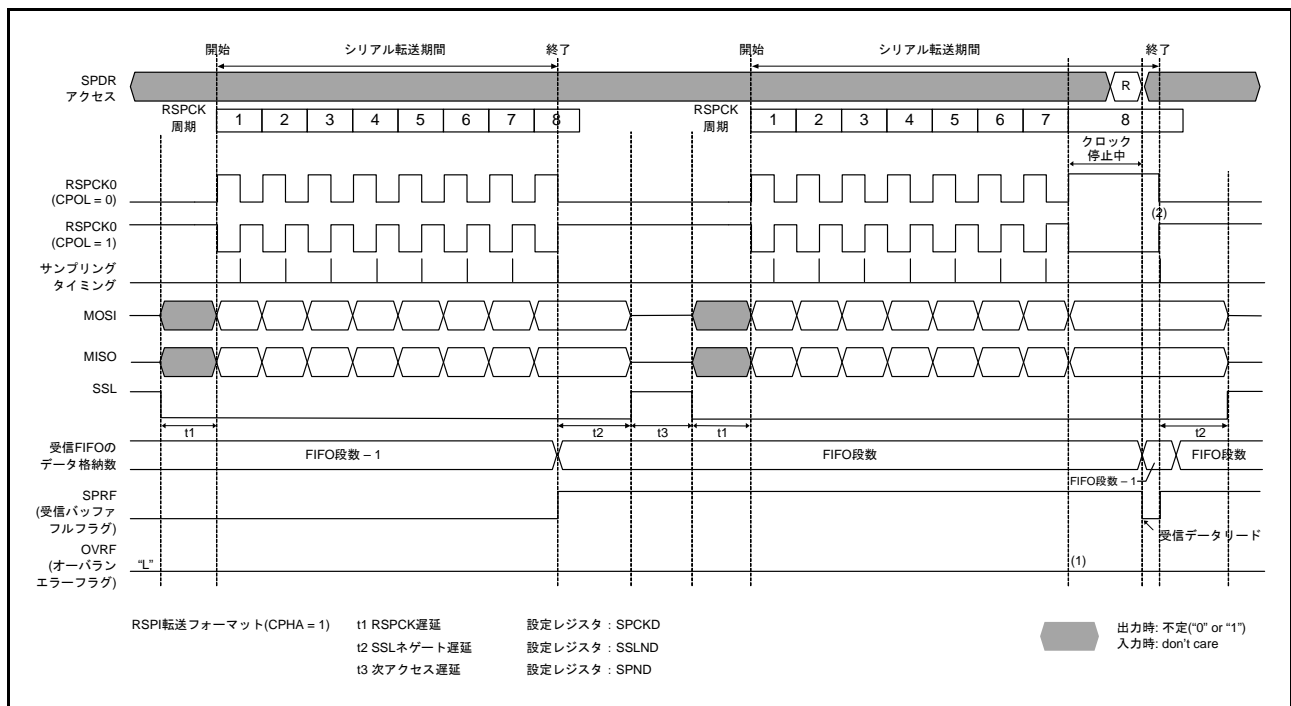 開始
シリアル転送期間
終了
開始
シリアル転送期間
終了
SPDR
アクセス
R
RSPCK
周期
1 2 3 4 5 6 7 8
RSPCK
周期
1 2 3 4 5 6 7 8
クロック
停止中
RSPCK0
(CPOL = 0)
(2)
RSPCK0
(CPOL = 1)
サンプリング
タイミング
MOSI
MISO
SSL
t1
t2
t3
t1
t2
受信FIFOの
データ格納数
FIFO段数 – 1
FIFO段数
FIFO段数
FIFO段数 – 1
SPRF
(受信バッファ
フルフラグ)
受信データリード
OVRF
(オーバラン
エラーフラグ)
“L”
(1)
RSPI転送フォーマット(CPHA = 1)
t1 RSPCK遅延
設定レジスタ：SPCKD
t2 SSLネゲート遅延
設定レジスタ：SSLND
t3 次アクセス遅延
設定レジスタ：SPND
出力時: 不定(“0” or “1”)
入力時: don't care